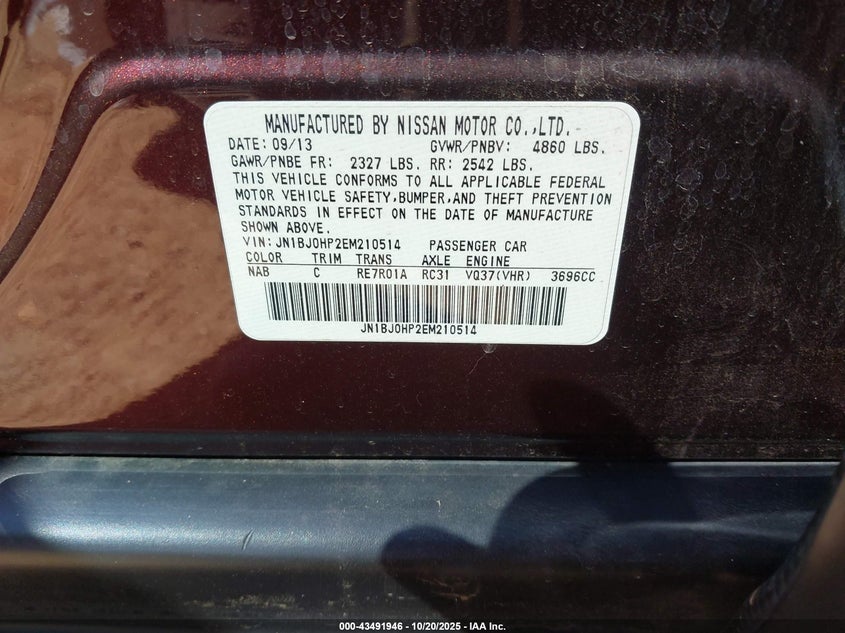 MANUFACTURED BY NISSAN MOTOR CO.,LTD.
DATE: 09/13 GVWR/PNBV: 4860 LBS.
GAWR/PNBE FR: 2327 LBS. RR: 2542 LBS.
THIS VEHICLE CONFORMS TO ALL APPLICABLE FEDERAL
MOTOR VEHICLE SAFETY,BUMPER,AND THEFT PREVENTION
STANDARDS IN EFFECT ON THE DATE OF MANUFACTURE
SHOWN ABOVE.
VIN: JN1BJ0HP2EM210514 PASSENGER CAR
COLOR TRIM TRANS AXLE ENGINE
NAB C RE7R01A RC31 VQ37(VHR) 3696CC
JN1BJ0HP2EM210514
000-43491946 - 10/20/2025 - IAA Inc.